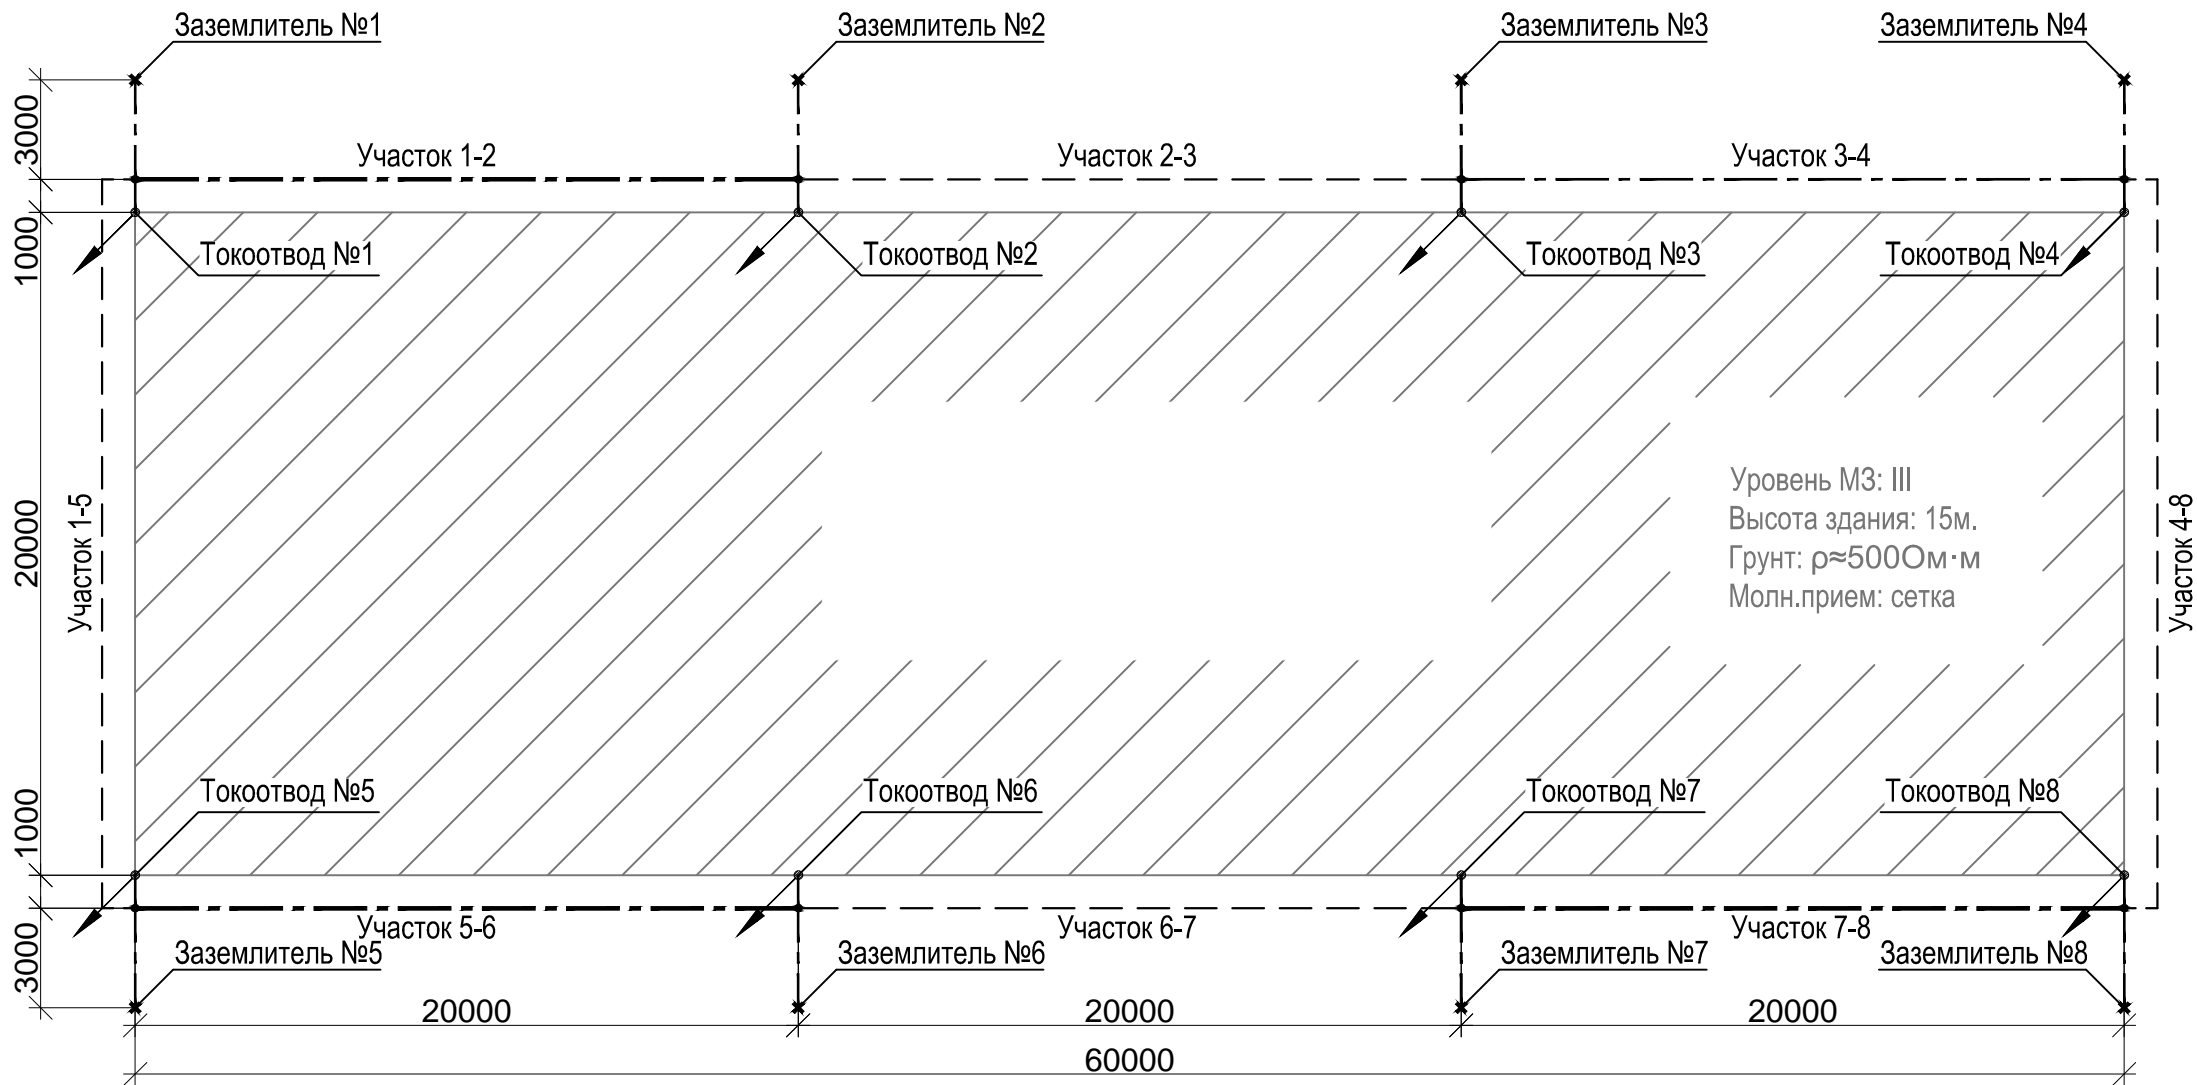 Заземлитель №1
Заземлитель №2
Заземлитель №3
Заземлитель №4
3000
Участок 1-2
Участок 2-3
Участок 3-4
1000
Токоотвод №1
Токоотвод №2
Токоотвод №3
Токоотвод №4
20000
Участок 1-5
Уровень МЗ: III
Высота здания: 15м.
Грунт: ρ≈500Ом·м
Молн.прием: сетка
Участок 4-8
Токоотвод №5
Токоотвод №6
Токоотвод №7
Токоотвод №8
1000
Участок 5-6
Участок 6-7
Участок 7-8
3000
Заземлитель №5
Заземлитель №6
Заземлитель №7
Заземлитель №8
20000
20000
20000
60000